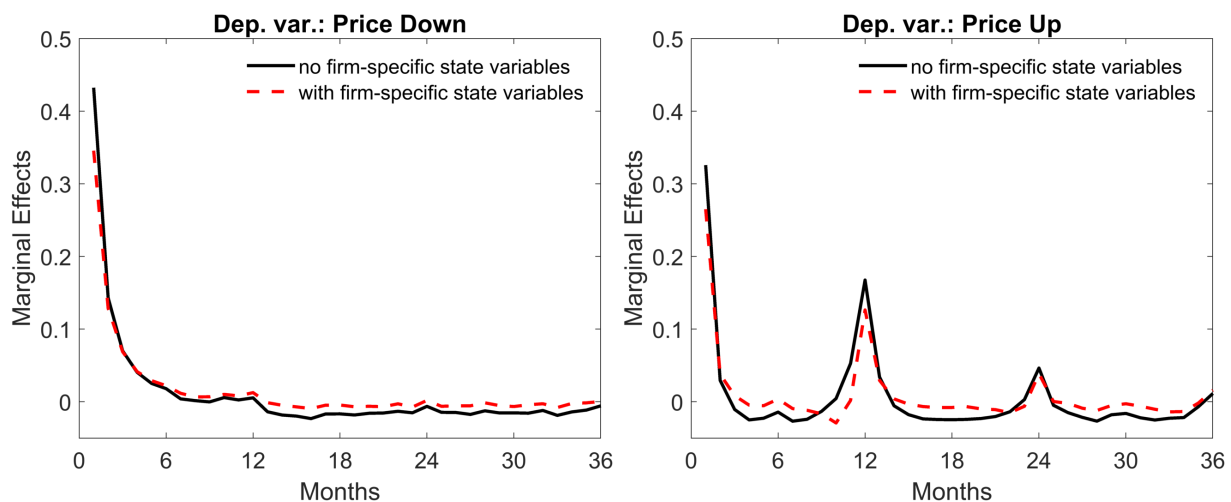 Dep. var.: Price Down
0.5
0.4
0.3
0.2
0.1
0
Marginal Effects
no firm-specific state variables
with firm-specific state variables
0 6 12 18 24 30 36
Months
Dep. var.: Price Up
0.5
0.4
0.3
0.2
0.1
0
Marginal Effects
no firm-specific state variables
with firm-specific state variables
0 6 12 18 24 30 36
Months